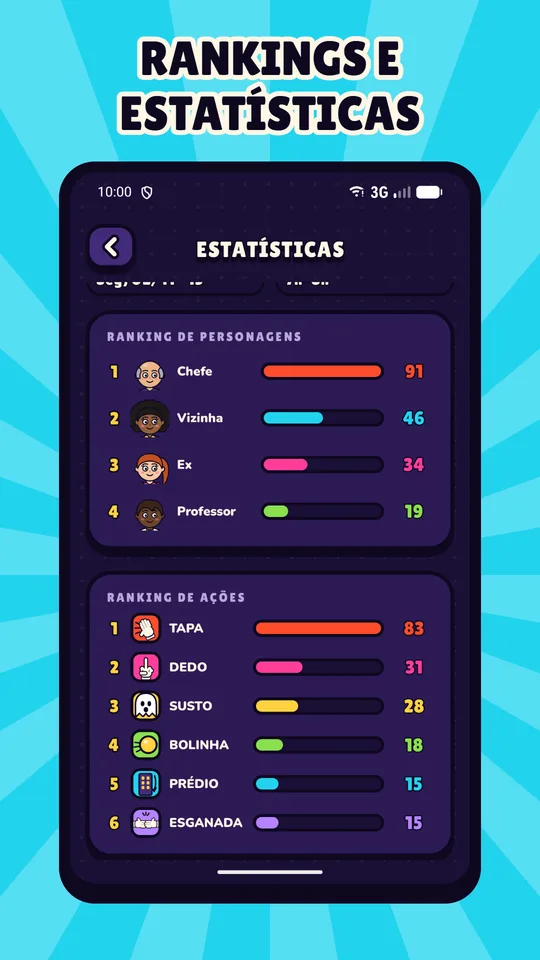 RANKINGS E
ESTATÍSTICAS
10:00 3G
ESTATÍSTICAS
RANKING DE PERSONAGENS
1 Chefe 91
2 Vizinha 46
3 Ex 34
4 Professor 19
RANKING DE AÇÕES
1 TAPA 83
2 DEDO 31
3 SUSTO 28
4 BOLINHA 18
5 PRÉDIO 15
6 ESGANADA 15